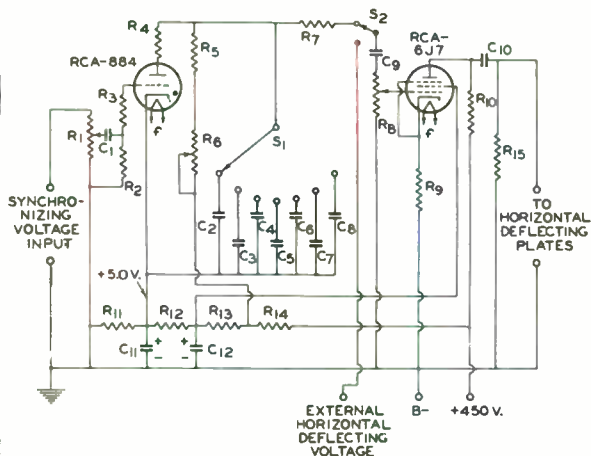 R4
R5
R7
S2
RCA-6J7
C10
RCA-884
C9
R3
R10
R1
C1
R6
S1
R8
R15
f
f
R2
R9
SYNCHRO-
NIZING
VOLTAGE
INPUT
C2
C4
C6
C8
C3
C5
C7
TO
HORIZONTAL
DEFLECTING
PLATES
+5.0 V.
R11
R12
R13
R14
C11
+
-
+
-
C12
EXTERNAL
HORIZONTAL
DEFLECTING
VOLTAGE
B-
+450 V.